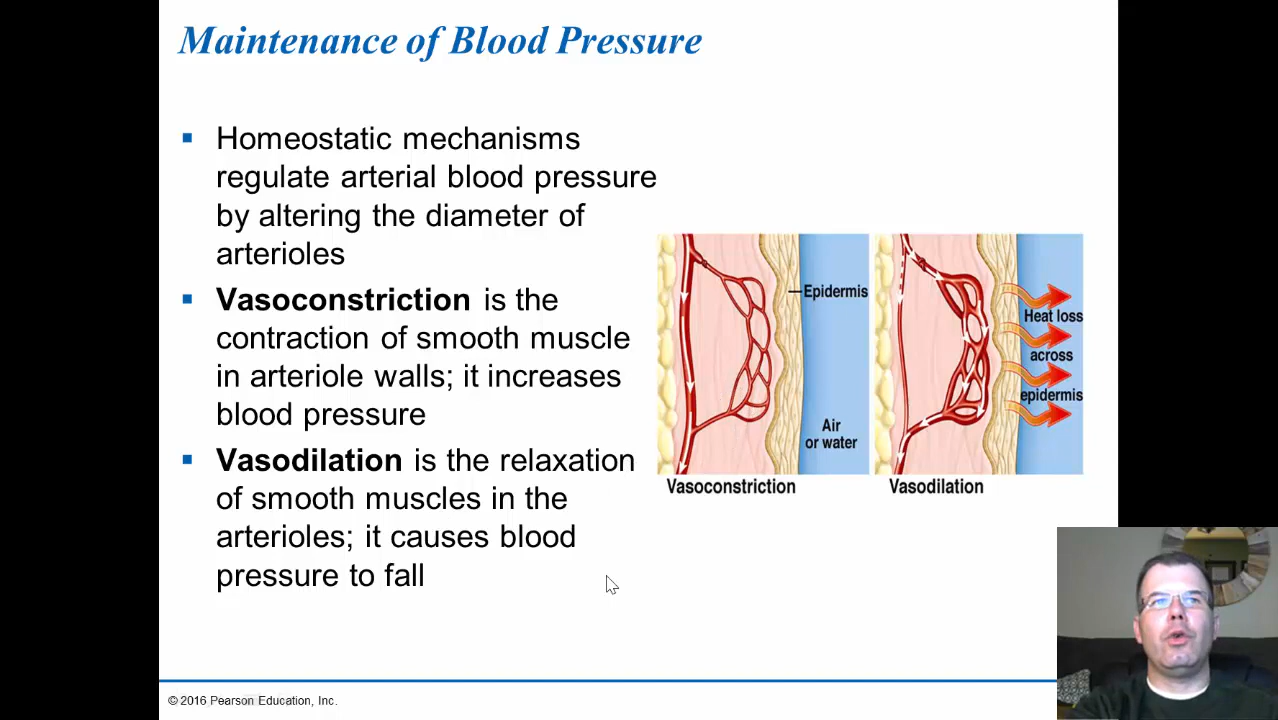 Maintenance of Blood Pressure
Homeostatic mechanisms
regulate arterial blood pressure
by altering the diameter of
arterioles
Vasoconstriction is the
contraction of smooth muscle
in arteriole walls; it increases
blood pressure
Vasodilation is the relaxation
of smooth muscles in the
arterioles; it causes blood
pressure to fall
Epidermis
Air
or water
Vasoconstriction
Heat loss
across
epidermis
Vasodilation
© 2016 Pearson Education, Inc.